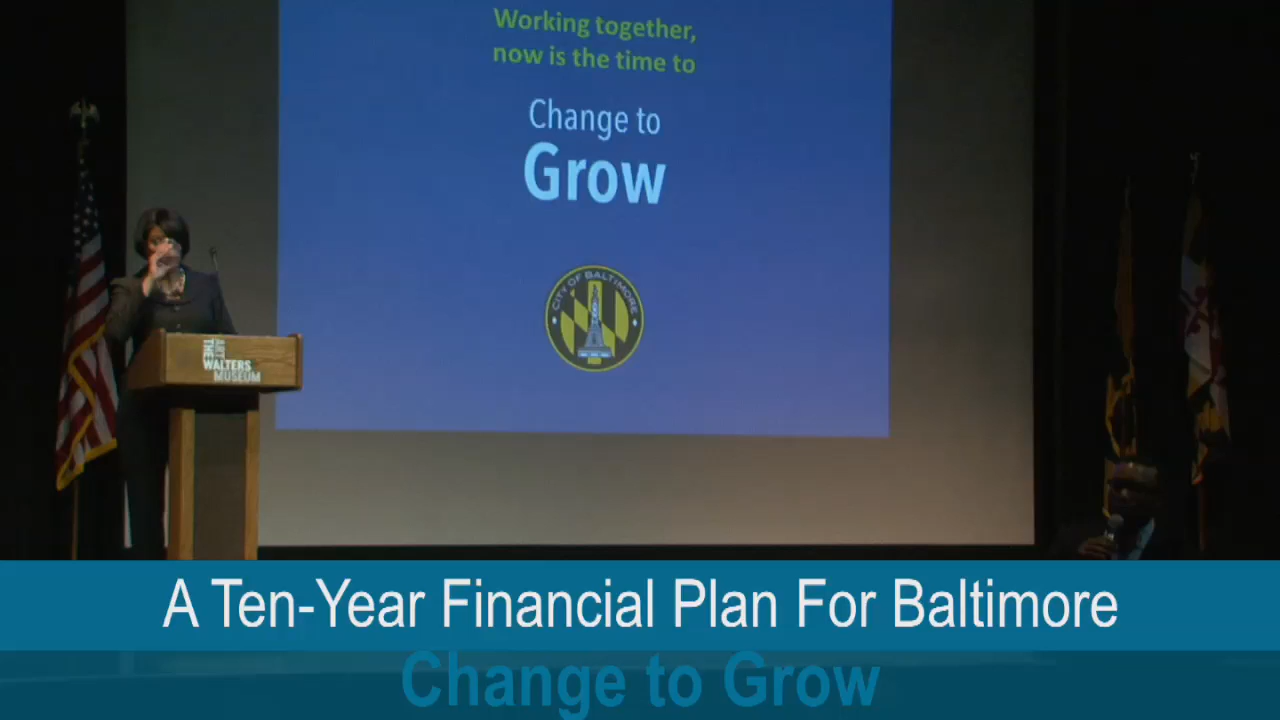 Working together,
now is the time to
Change to
Grow
CITY OF BALTIMORE
THE
ART
WALTERS
MUSEUM
A Ten-Year Financial Plan For Baltimore
Change to Grow